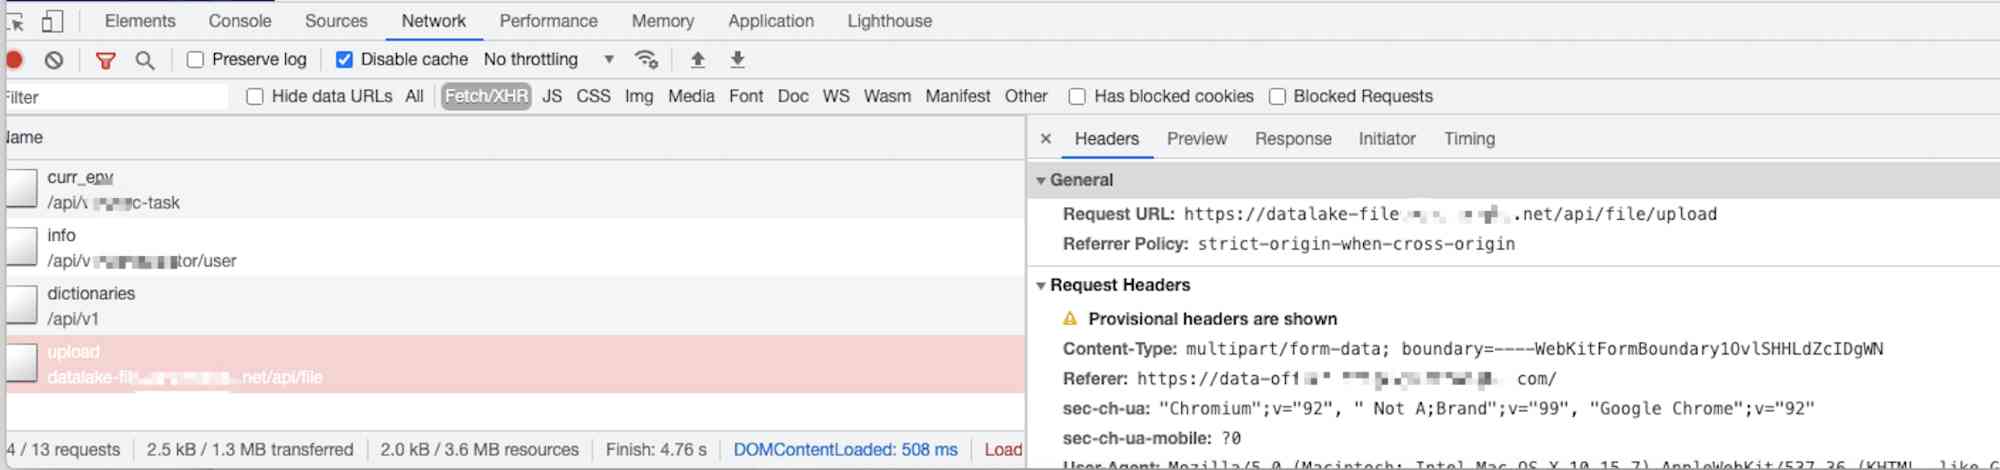 Elements Console Sources Network Performance Memory Application Lighthouse
Preserve log Disable cache No throttling
Filter Hide data URLs All Fetch/XHR JS CSS Img Media Font Doc WS Wasm Manifest Other Has blocked cookies Blocked Requests
Name
curr_env
/api/v c-task
info
/api/v tor/user
dictionaries
/api/v1
upload
datalake-fil .net/api/file
4 / 13 requests 2.5 kB / 1.3 MB transferred 2.0 kB / 3.6 MB resources Finish: 4.76 s DOMContentLoaded: 508 ms Load
× Headers Preview Response Initiator Timing
General
Request URL: https://datalake-file .net/api/file/upload
Referrer Policy: strict-origin-when-cross-origin
Request Headers
Provisional headers are shown
Content-Type: multipart/form-data; boundary=----WebKitFormBoundary1OvlSHHLdZcIDgWN
Referer: https://data-off com/
sec-ch-ua: "Chromium";v="92", " Not A;Brand";v="99", "Google Chrome";v="92"
sec-ch-ua-mobile: ?0
User-Agent: Mozilla/5.0 (Macintosh; Intel Mac OS X 10_15_7) AppleWebKit/537.36 (KHTML, like